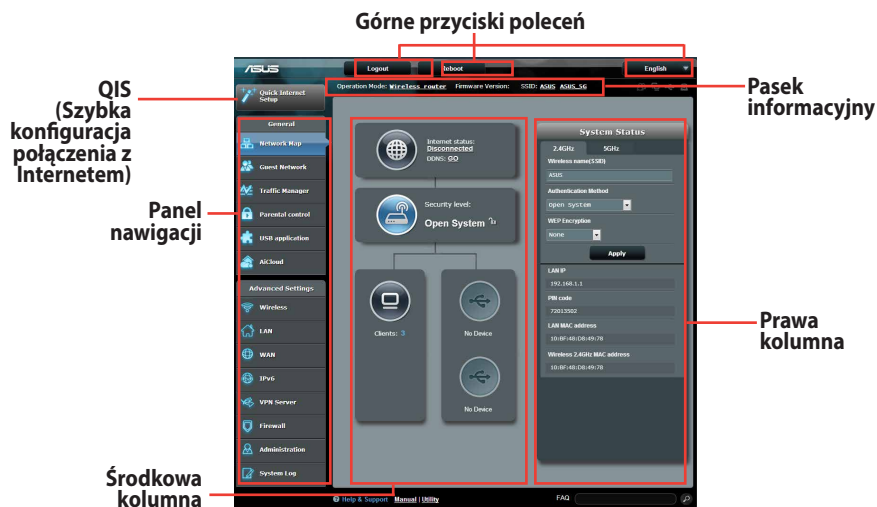 Górne przyciski poleceń
QIS
(Szybka
konfiguracja
połączenia z
Internetem)
Panel
nawigacji
Środkowa
kolumna
Pasek
informacyjny
Prawa
kolumna
ASUS
Logout
Reboot
English
Quick Internet
Setup
Operation Mode: Wireless router Firmware Version: SSID: ASUS ASUS_5G
General
Network Map
Guest Network
Traffic Manager
Parental control
USB application
AiCloud
Advanced Settings
Wireless
LAN
WAN
IPv6
VPN Server
Firewall
Administration
System Log
Internet status:
Disconnected
DDNS: GO
Security level:
Open System
Clients: 3
No Device
No Device
System Status
2.4GHz 5GHz
Wireless name(SSID)
ASUS
Authentication Method
Open System
WEP Encryption
None
Apply
LAN IP
192.168.1.1
PIN code
72013502
LAN MAC address
10:BF:48:D8:49:78
Wireless 2.4GHz MAC address
10:BF:48:D8:49:78
Help & Support Manual | Utility
FAQ